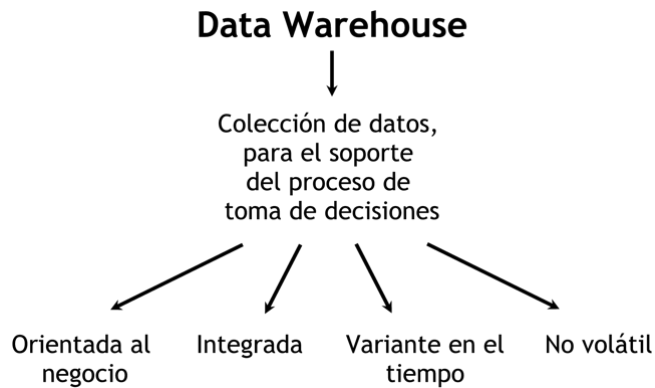 Data Warehouse
Colección de datos,
para el soporte
del proceso de
toma de decisiones
Orientada al
negocio
Integrada
Variante en el
tiempo
No volátil